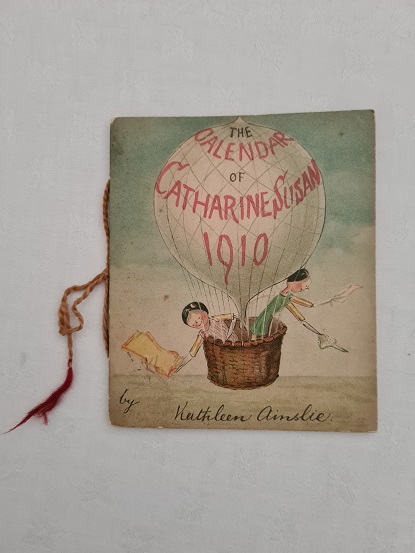 THE
CALENDAR
OF
CATHARINE SUSAN
1910
by
Kathleen Ainslie.